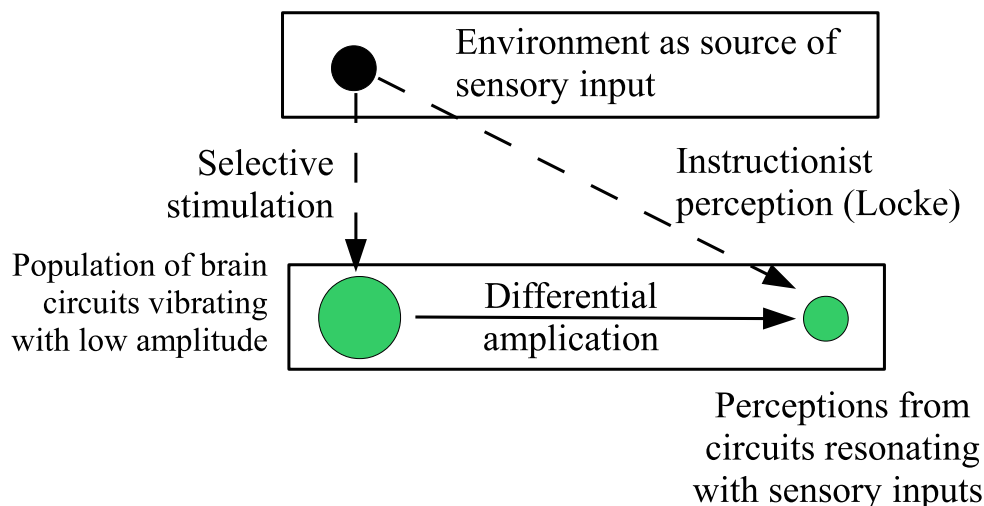 Environment as source of
sensory input
Selective
stimulation
Instructionist
perception (Locke)
Population of brain
circuits vibrating
with low amplitude
Differential
amplication
Perceptions from
circuits resonating
with sensory inputs